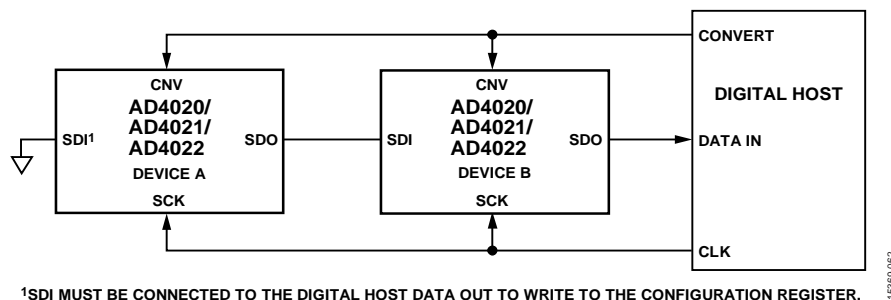 CONVERT
DIGITAL HOST
DATA IN
CLK
CNV
AD4020/
AD4021/
AD4022
SDI1
SDO
DEVICE A
SCK
CNV
AD4020/
AD4021/
AD4022
SDI
SDO
DEVICE B
SCK
1SDI MUST BE CONNECTED TO THE DIGITAL HOST DATA OUT TO WRITE TO THE CONFIGURATION REGISTER.